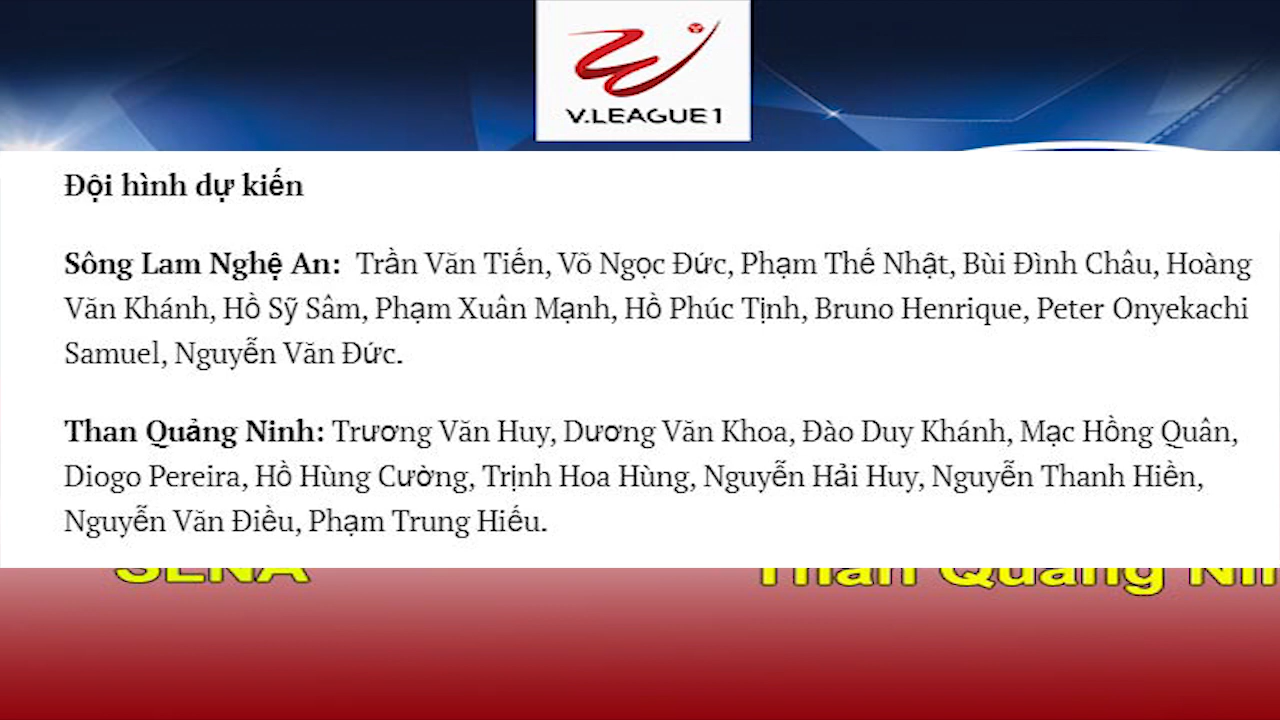 V.LEAGUE 1
Đội hình dự kiến
Sông Lam Nghệ An: Trần Văn Tiến, Võ Ngọc Đức, Phạm Thế Nhật, Bùi Đình Châu, Hoàng
Văn Khánh, Hồ Sỹ Sâm, Phạm Xuân Mạnh, Hồ Phúc Tịnh, Bruno Henrique, Peter Onyekachi
Samuel, Nguyễn Văn Đức.
Than Quảng Ninh: Trương Văn Huy, Dương Văn Khoa, Đào Duy Khánh, Mạc Hồng Quân,
Diogo Pereira, Hồ Hùng Cường, Trịnh Hoa Hùng, Nguyễn Hải Huy, Nguyễn Thanh Hiền,
Nguyễn Văn Điều, Phạm Trung Hiếu.
Than Quang